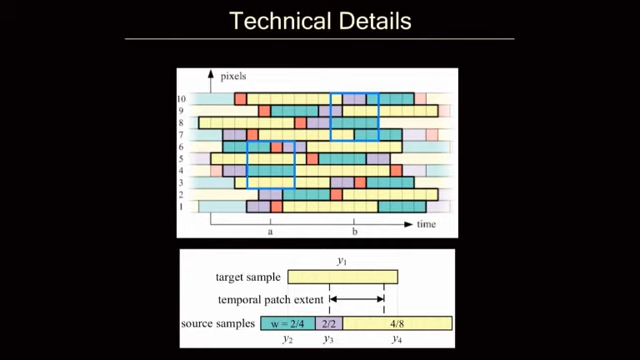 Technical Details
pixels
10
9
8
7
6
5
4
3
2
1
a
b
time
y1
target sample
temporal patch extent
source samples
w = 2/4
2/2
4/8
y2
y3
y4